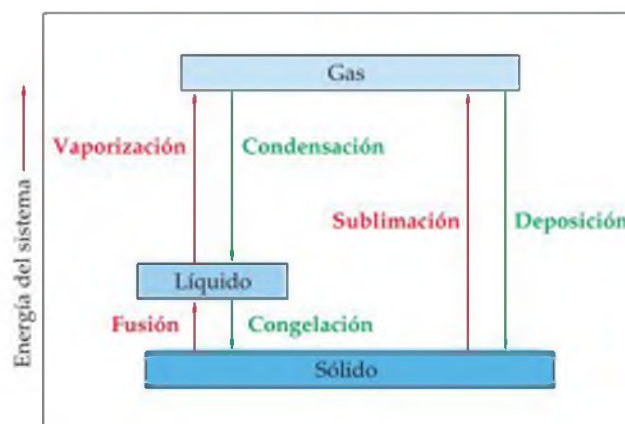 Gas
Vaporización
Condensación
Sublimación
Deposición
Energía del sistema
Líquido
Fusión
Congelación
Sólido